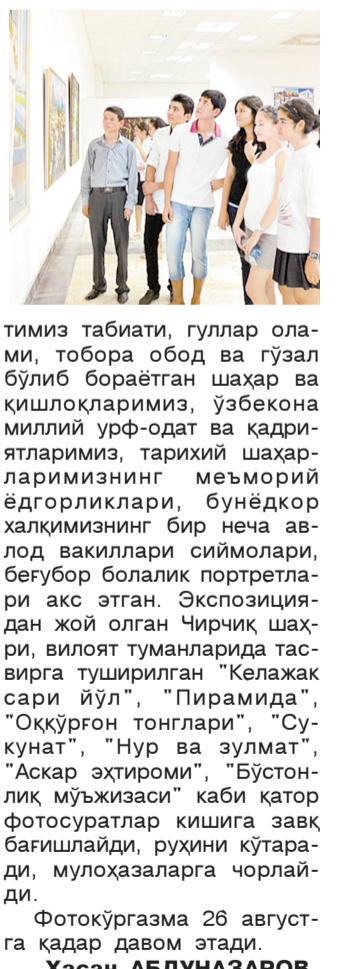 тимиз табиати, гуллар ола-
ми, тобора обод ва гўзал
бўлиб бораётган шаҳар ва
қишлоқларимиз, ўзбекона
миллий урф-одат ва қадри-
ятларимиз, тарихий шаҳар-
ларимизнинг меъморий
ёдгорликлари, бунёдкор
халқимизнинг бир неча ав-
лод вакиллари сиймолари,
беғубор болалик портретла-
ри акс этган. Экспозиция-
дан жой олган Чирчиқ шаҳ-
ри, вилоят туманларида тас-
вирга туширилган "Келажак
сари йўл", "Пирамида",
"Оққўрғон тонглари", "Су-
кунат", "Нур ва зулмат",
"Аскар эҳтироми", "Бўстон-
лиқ мўъжизаси" каби қатор
фотосуратлар кишига завқ
бағишлайди, руҳини кўтара-
ди, мулоҳазаларга чорлай-
ди.
Фотокўргазма 26 август-
га қадар давом этади.
Ҳасан АБДУНАЗАРОВ